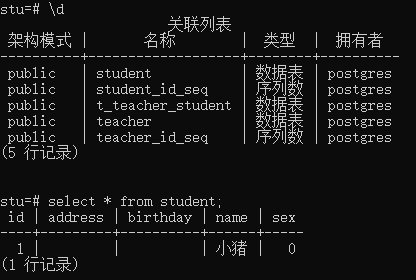 stu=# \d
关联列表
架构模式 | 名称 | 类型 | 拥有者
----------+-------------------+--------+----------
public | student | 数据表 | postgres
public | student_id_seq | 序列数 | postgres
public | t_teacher_student | 数据表 | postgres
public | teacher | 数据表 | postgres
public | teacher_id_seq | 序列数 | postgres
(5 行记录)
stu=# select * from student;
id | address | birthday | name | sex
----+---------+----------+------+-----
1 | | | 小猪 | 0
(1 行记录)